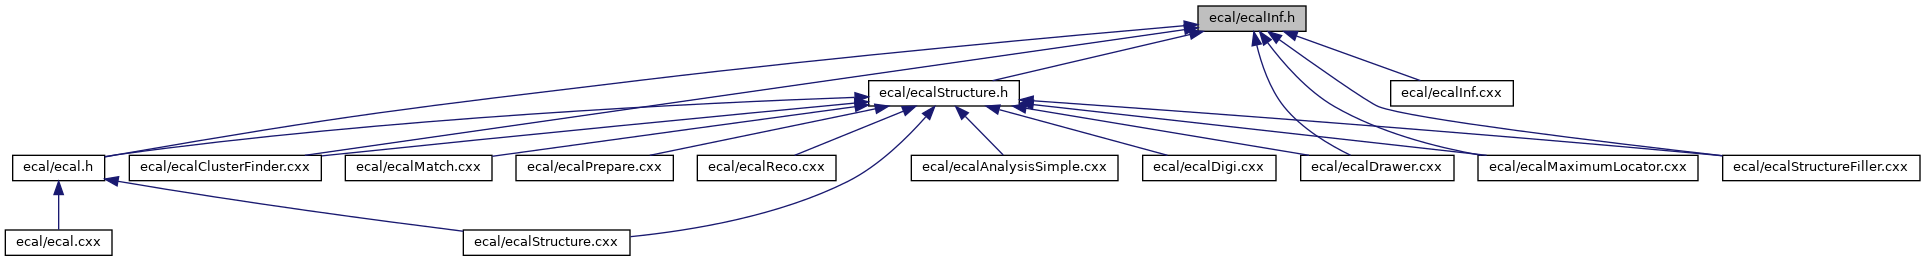 ecal/ecalInf.h
ecal/ecalStructure.h
ecal/ecalInf.cxx
ecal/ecal.h
ecal/ecalClusterFinder.cxx
ecal/ecalMatch.cxx
ecal/ecalPrepare.cxx
ecal/ecalReco.cxx
ecal/ecalAnalysisSimple.cxx
ecal/ecalDigi.cxx
ecal/ecalDrawer.cxx
ecal/ecalMaximumLocator.cxx
ecal/ecalStructureFiller.cxx
ecal/ecal.cxx
ecal/ecalStructure.cxx